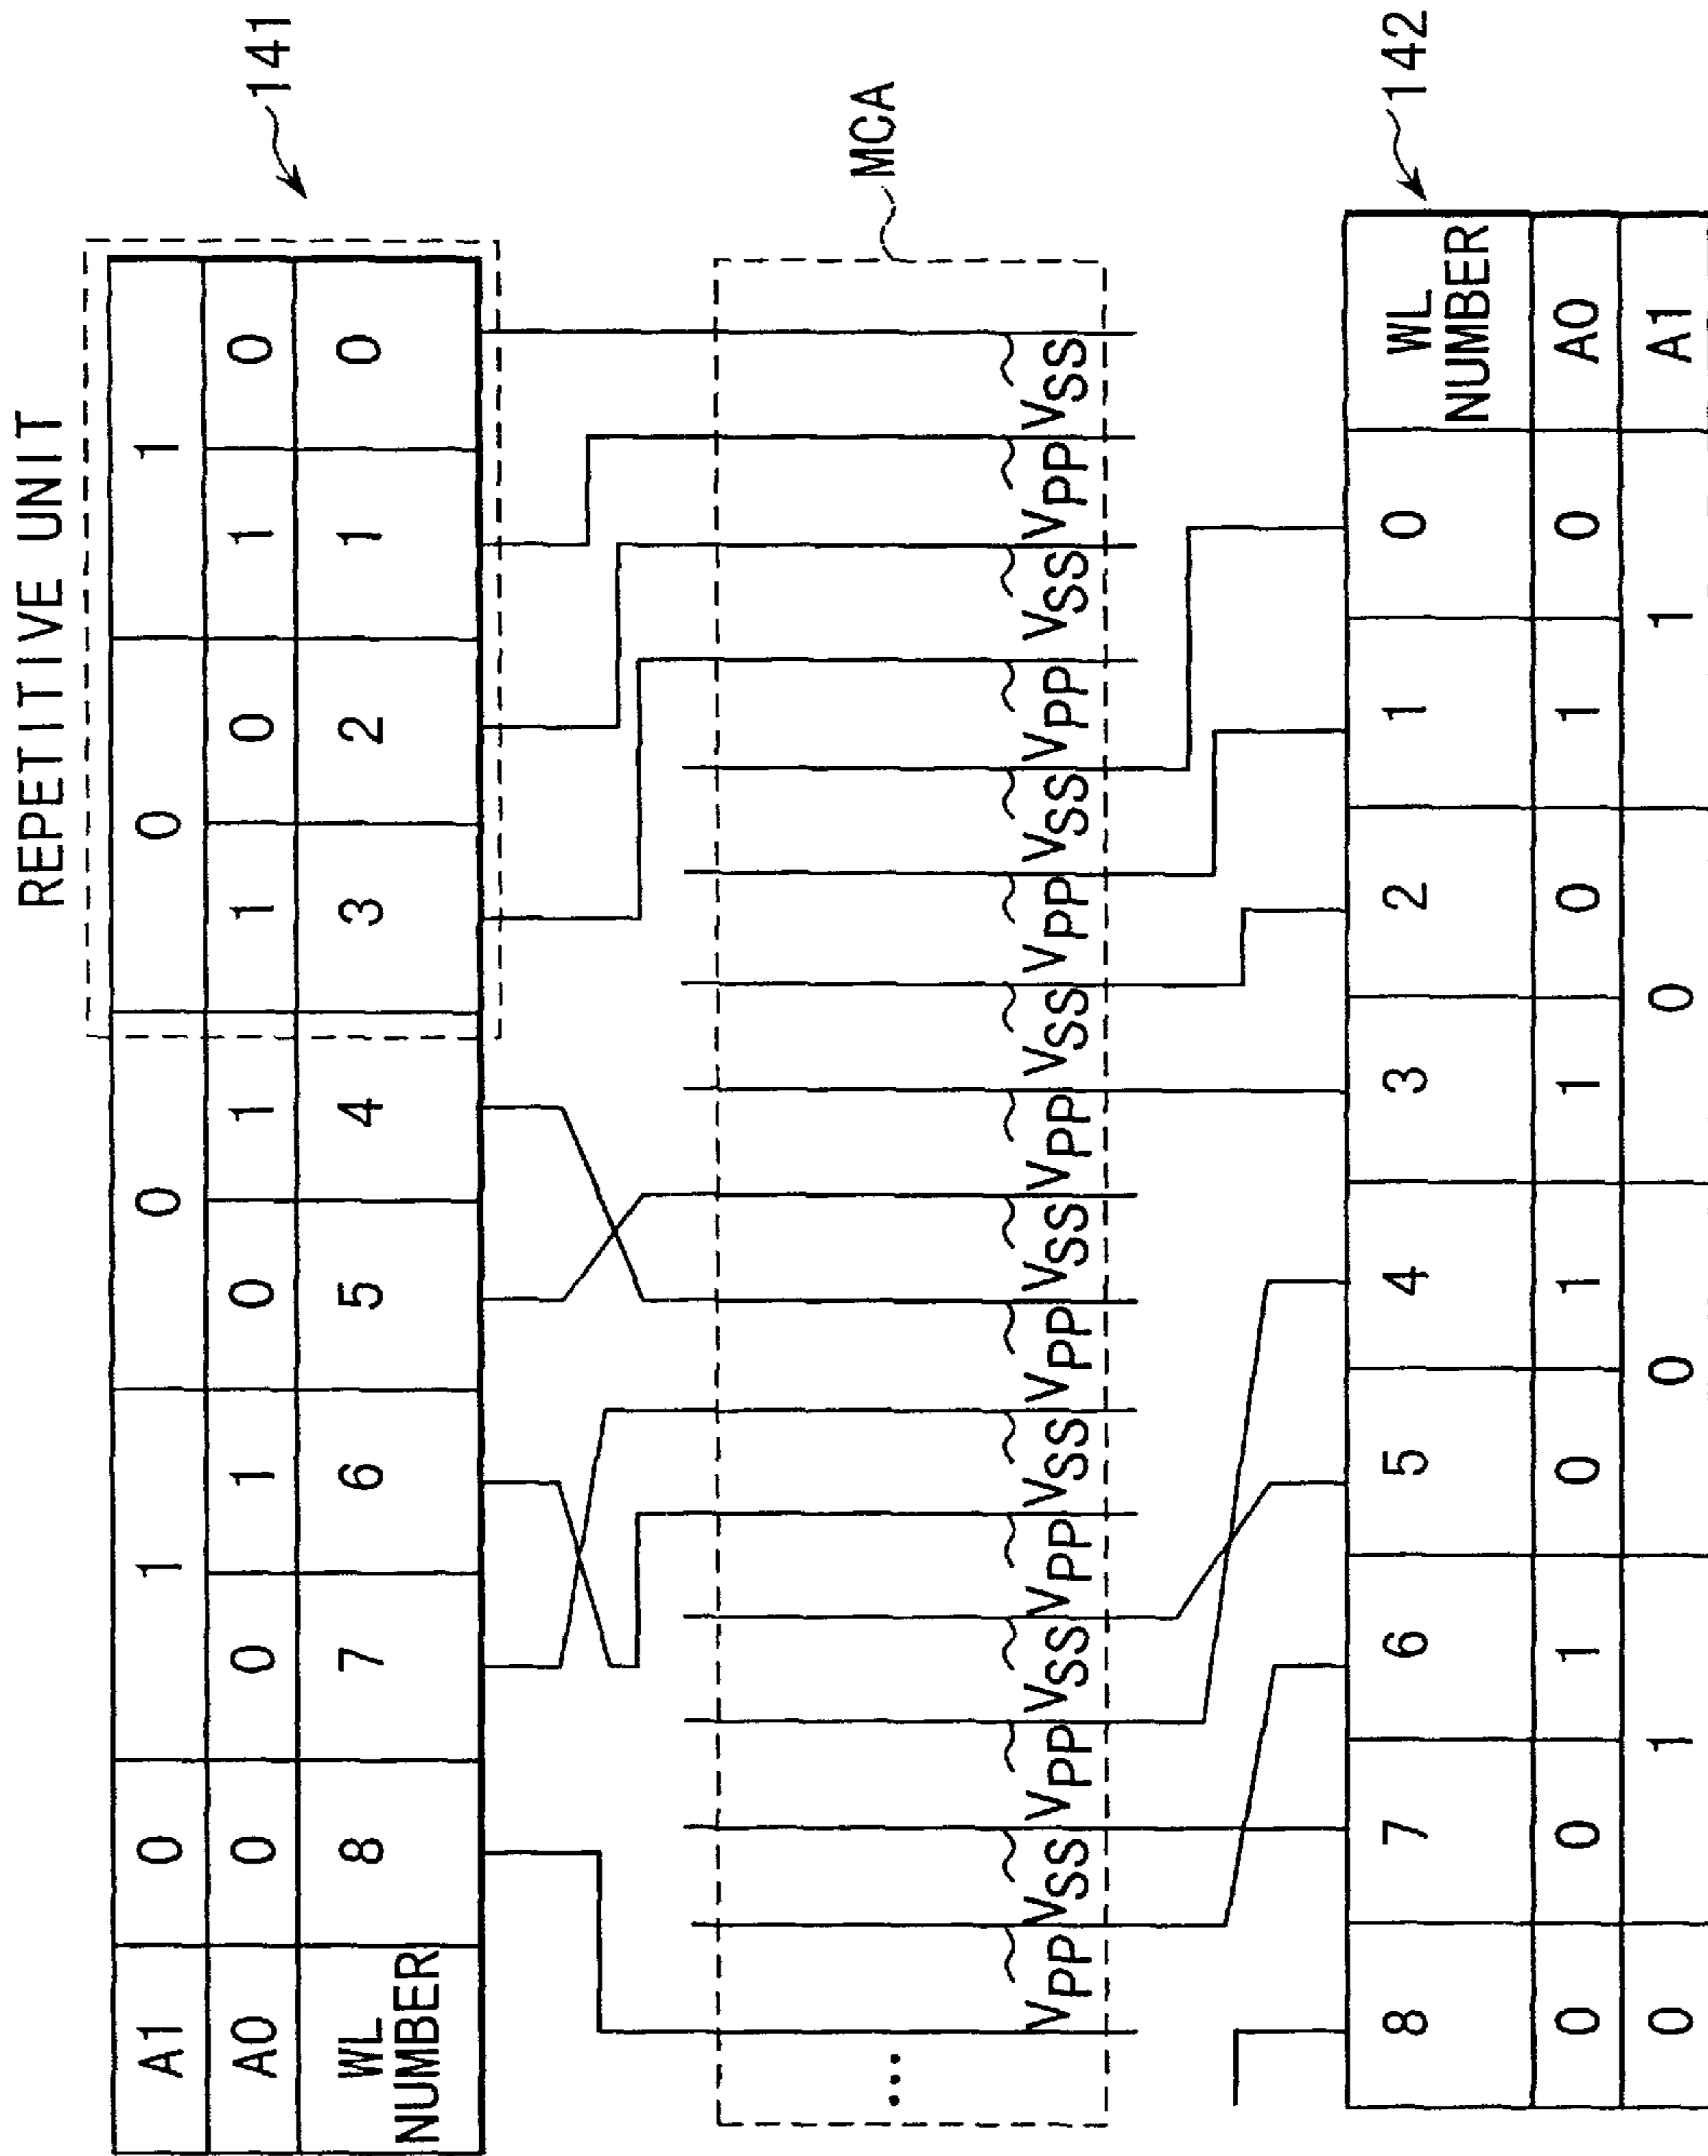 REPETITIVE UNIT
A1 0 1 0 0 1
A0 0 0 1 0 1 1 0 1 0
WL NUMBER 8 7 6 5 4 3 2 1 0
141
MCA
...
VPP VSS VPP VSS VPP VSS VPP VSS VPP VSS VPP VSS VPP VSS VPP VSS
8 7 6 5 4 3 2 1 0 WL NUMBER
142
0 0 1 0 1 1 0 1 0 A0
0 1 0 0 1 A1